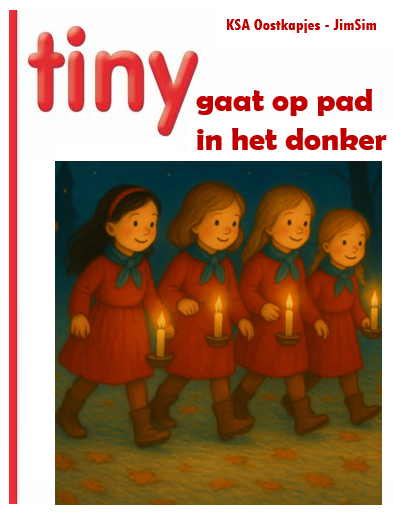 KSA Oostkapjes - JimSim
tiny
gaat op pad
in het donker